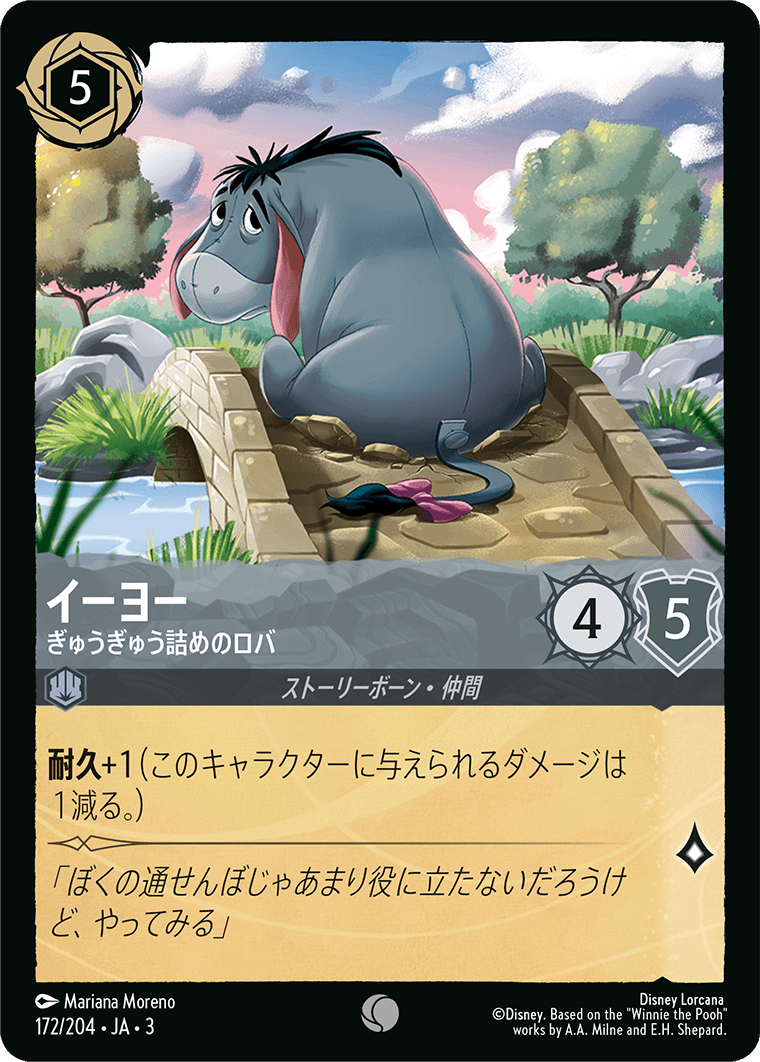 5
イーヨー
ぎゅうぎゅう詰めのロバ
4
5
ストーリーボーン・仲間
耐久+1(このキャラクターに与えられるダメージは
1減る。)
「ぼくの通せんぼじゃあまり役に立たないだろうけ
ど、やってみる」
Mariana Moreno
172/204 • JA • 3
Disney Lorcana
©Disney. Based on the "Winnie the Pooh"
works by A.A. Milne and E.H. Shepard.